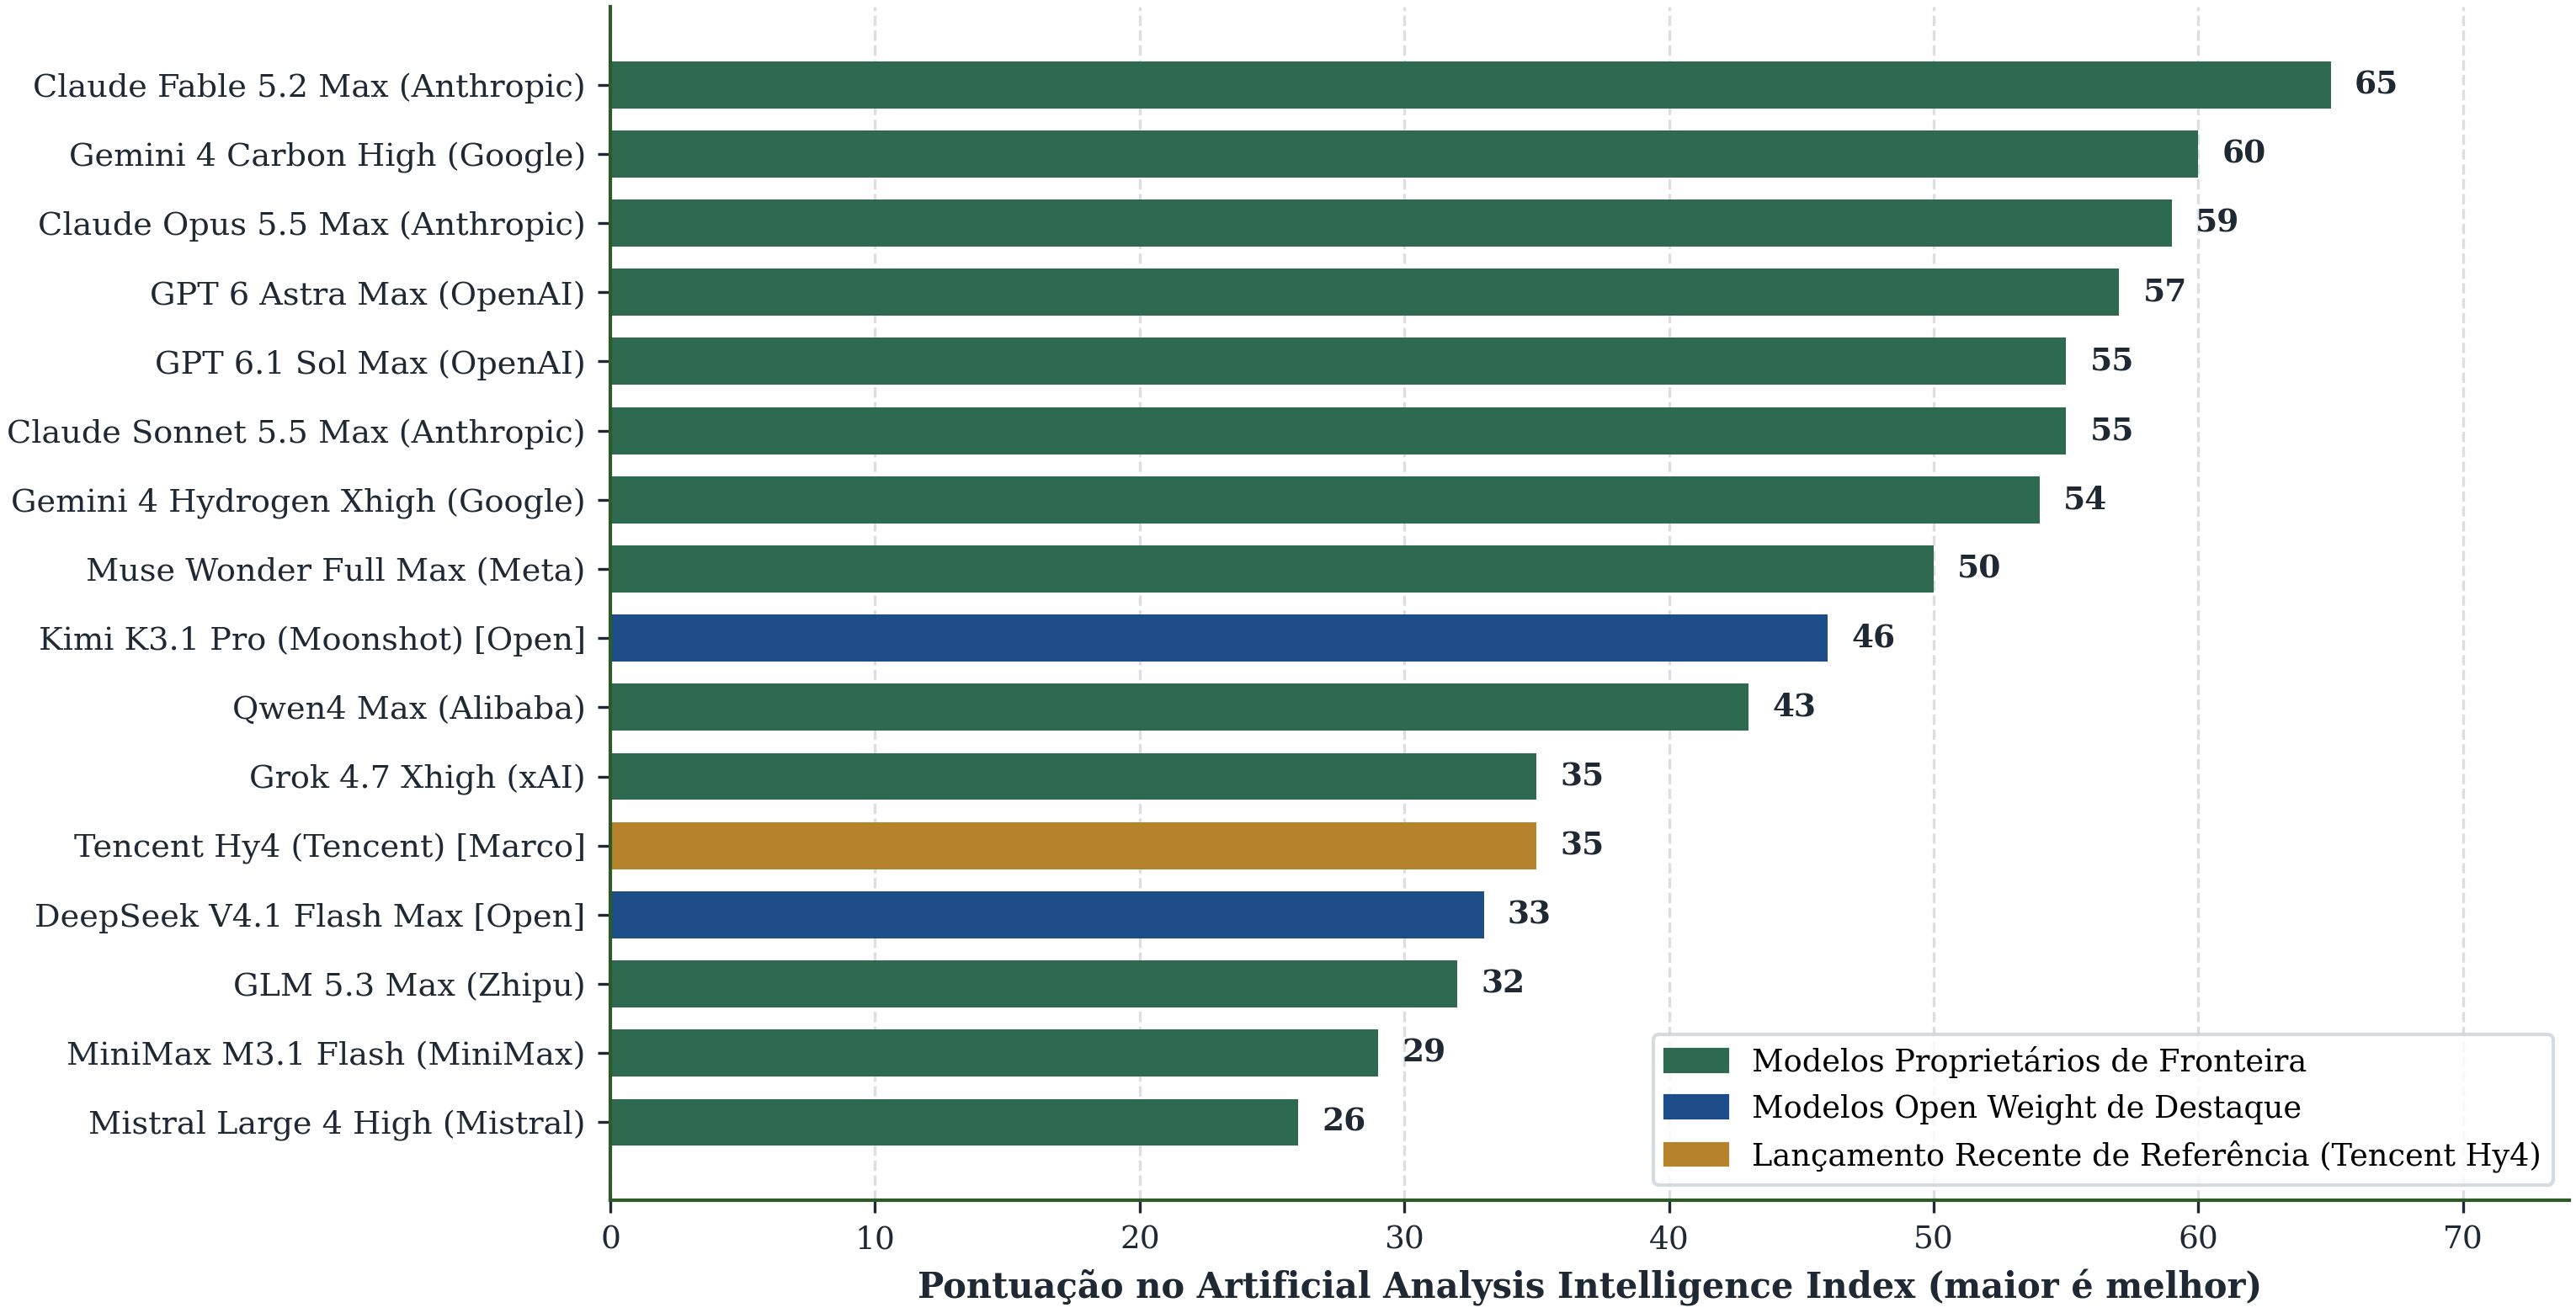 Claude Fable 5.2 Max (Anthropic) 65
Gemini 4 Carbon High (Google) 60
Claude Opus 5.5 Max (Anthropic) 59
GPT 6 Astra Max (OpenAI) 57
GPT 6.1 Sol Max (OpenAI) 55
Claude Sonnet 5.5 Max (Anthropic) 55
Gemini 4 Hydrogen Xhigh (Google) 54
Muse Wonder Full Max (Meta) 50
Kimi K3.1 Pro (Moonshot) [Open] 46
Qwen4 Max (Alibaba) 43
Grok 4.7 Xhigh (xAI) 35
Tencent Hy4 (Tencent) [Marco] 35
DeepSeek V4.1 Flash Max [Open] 33
GLM 5.3 Max (Zhipu) 32
MiniMax M3.1 Flash (MiniMax) 29
Mistral Large 4 High (Mistral) 26
Modelos Proprietários de Fronteira
Modelos Open Weight de Destaque
Lançamento Recente de Referência (Tencent Hy4)
0 10 20 30 40 50 60 70
Pontuação no Artificial Analysis Intelligence Index (maior é melhor)